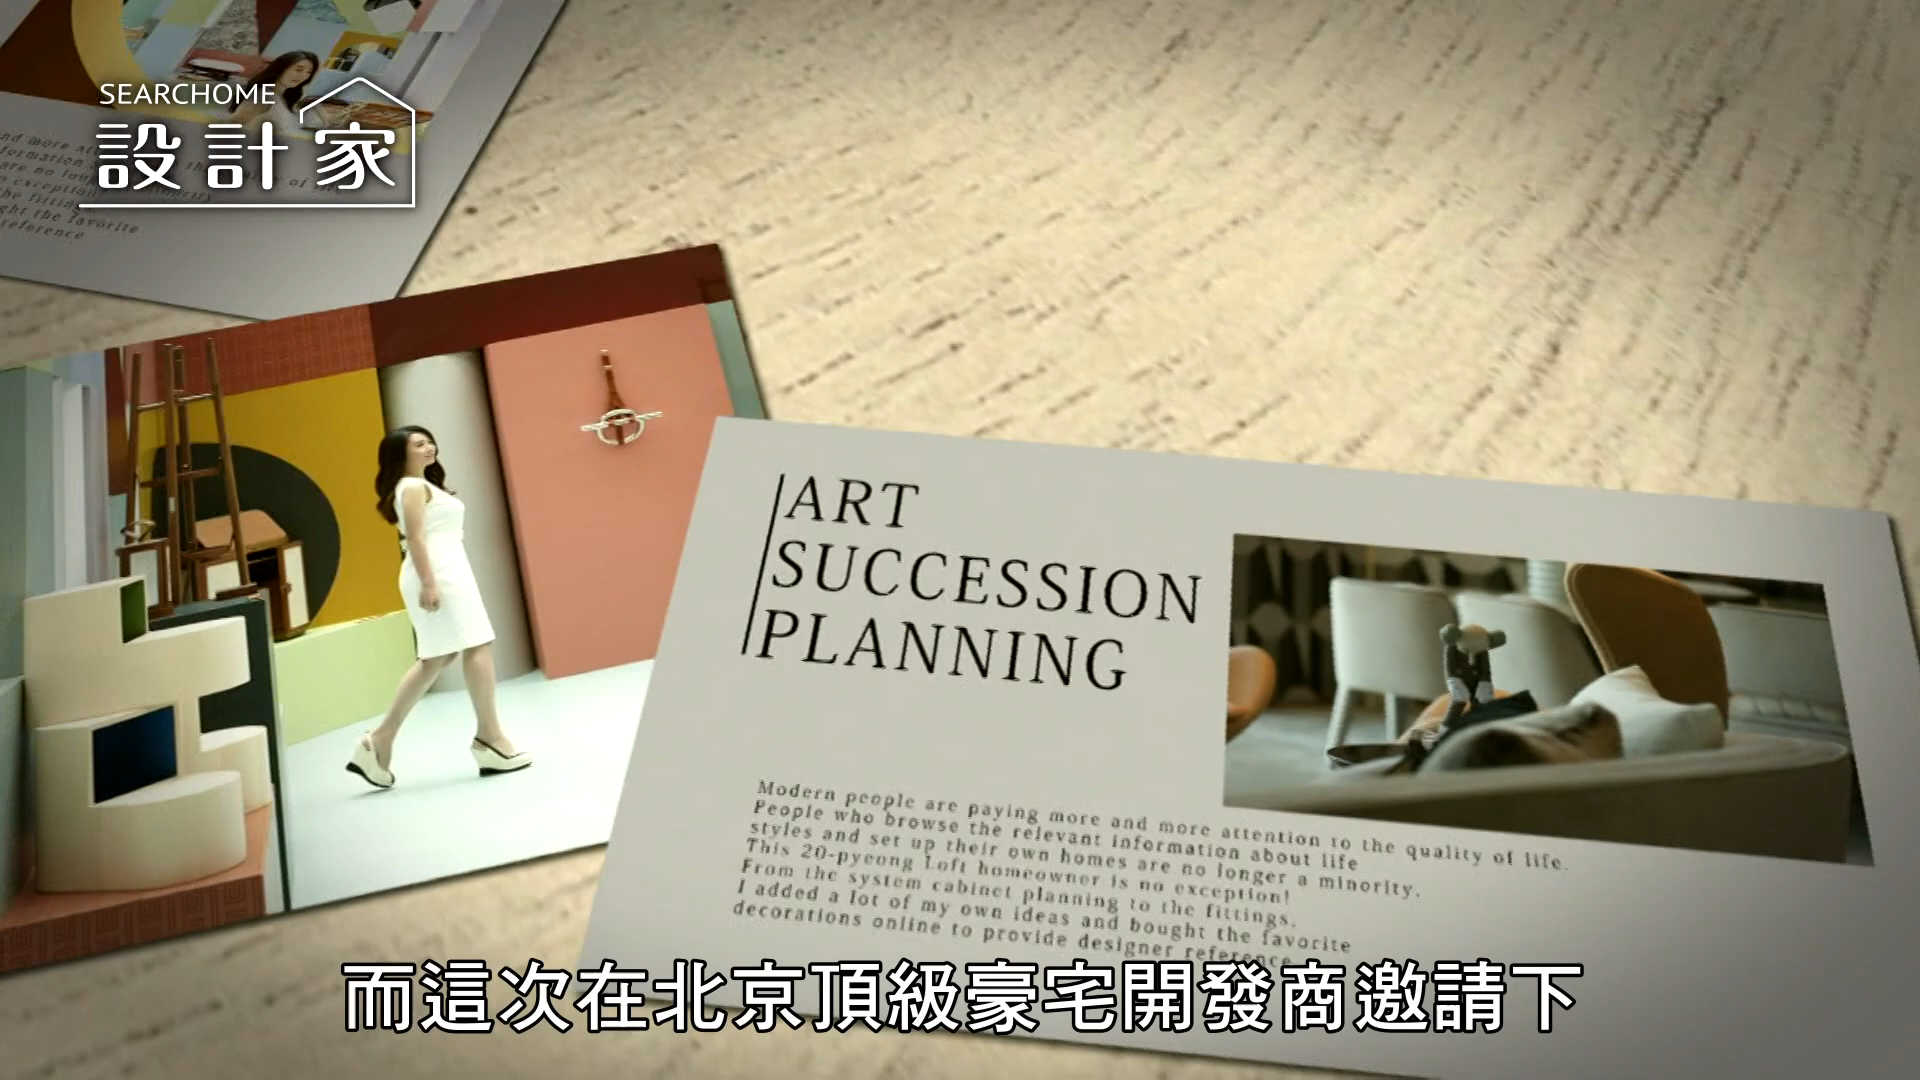 SEARCHOME
設計家
ART
SUCCESSION
PLANNING
Modern people are paying more and more attention to the quality of life.
People who browse the relevant information about life
styles and set up their own homes are no longer a minority.
This 20-pyeong Loft homeowner is no exception!
From the system cabinet planning to the fittings.
I added a lot of my own ideas and bought the favorite
decorations online to provide designer reference
而這次在北京頂級豪宅開發商邀請下